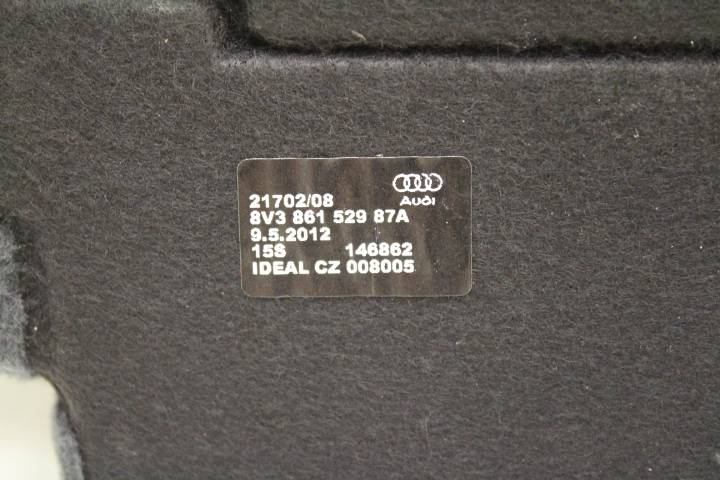 21702/08
Audi
8V3 861 529 87A
9.5.2012
15S 146862
IDEAL CZ 008005